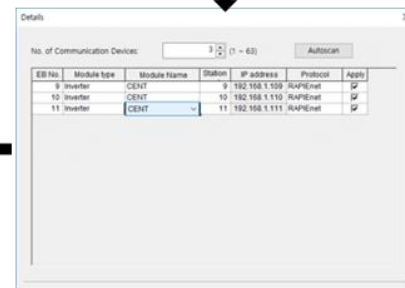 Details
No. of Communication Devices: 3 (1 ~ 63) Autoscan
EB No. Module type Module Name Station IP address Protocol Apply
9 Inverter CENT 9 192.168.1.109 RAPIEnet
10 Inverter CENT 10 192.168.1.110 RAPIEnet
11 Inverter CENT 11 192.168.1.111 RAPIEnet